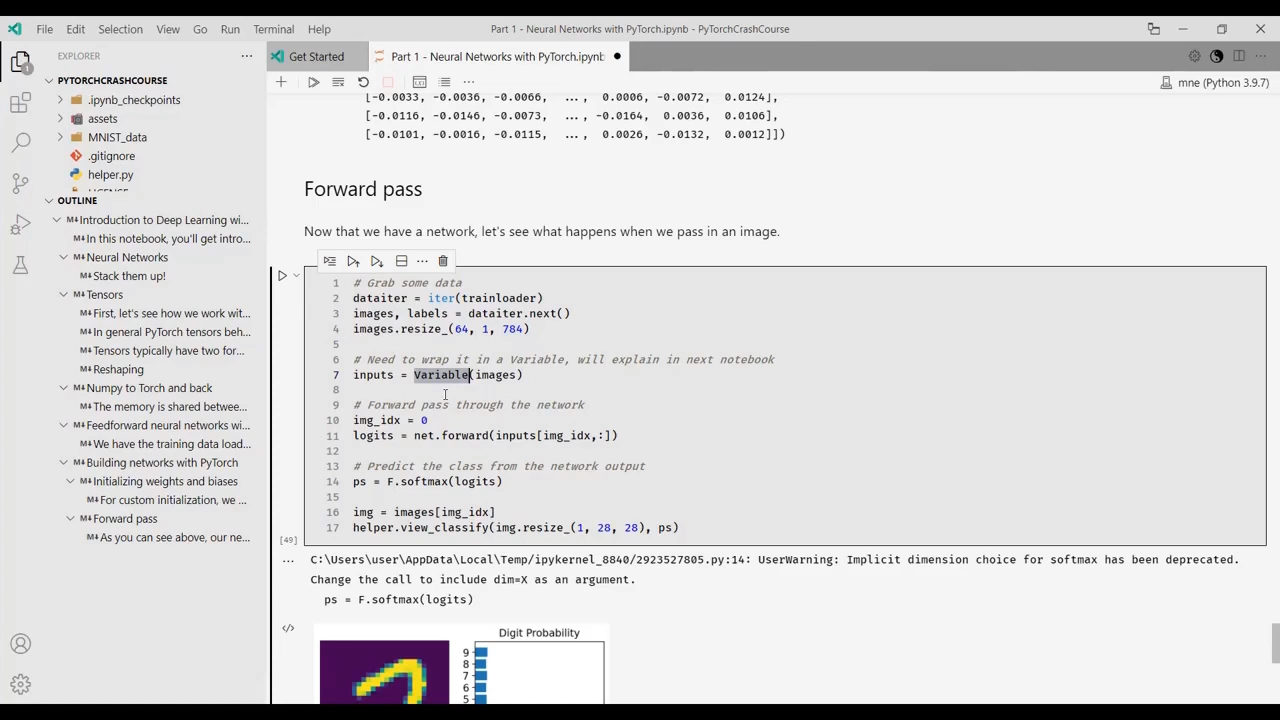 File Edit Selection View Go Run Terminal Help
Part 1 - Neural Networks with PyTorch.ipynb - PyTorchCrashCourse
EXPLORER
PYTORCHCRASHCOURSE
.ipynb_checkpoints
assets
MNIST_data
.gitignore
helper.py
OUTLINE
Introduction to Deep Learning wi...
In this notebook, you'll get intro...
Neural Networks
Stack them up!
Tensors
First, let's see how we work wit...
In general PyTorch tensors beh...
Tensors typically have two for...
Reshaping
Numpy to Torch and back
The memory is shared betwee...
Feedforward neural networks wi...
We have the training data load...
Building networks with PyTorch
Initializing weights and biases
For custom initialization, we ...
Forward pass
As you can see above, our ne...
Get Started
Part 1 - Neural Networks with PyTorch.ipynb
mne (Python 3.9.7)
[-0.0033, -0.0036, -0.0066, ..., 0.0006, -0.0072, 0.0124],
[-0.0116, -0.0146, -0.0073, ..., -0.0164, 0.0036, 0.0106],
[-0.0101, -0.0016, -0.0115, ..., 0.0026, -0.0132, 0.0012]])
Forward pass
Now that we have a network, let's see what happens when we pass in an image.
1 # Grab some data
2 dataiter = iter(trainloader)
3 images, labels = dataiter.next()
4 images.resize_(64, 1, 784)
5
6 # Need to wrap it in a Variable, will explain in next notebook
7 inputs = Variable(images)
8
9 # Forward pass through the network
10 img_idx = 0
11 logits = net.forward(inputs[img_idx,:])
12
13 # Predict the class from the network output
14 ps = F.softmax(logits)
15
16 img = images[img_idx]
17 helper.view_classify(img.resize_(1, 28, 28), ps)
[49]
C:\Users\user\AppData\Local\Temp/ipykernel_8840/2923527805.py:14: UserWarning: Implicit dimension choice for softmax has been deprecated.
Change the call to include dim=X as an argument.
ps = F.softmax(logits)
Digit Probability
9
8
7
6
5